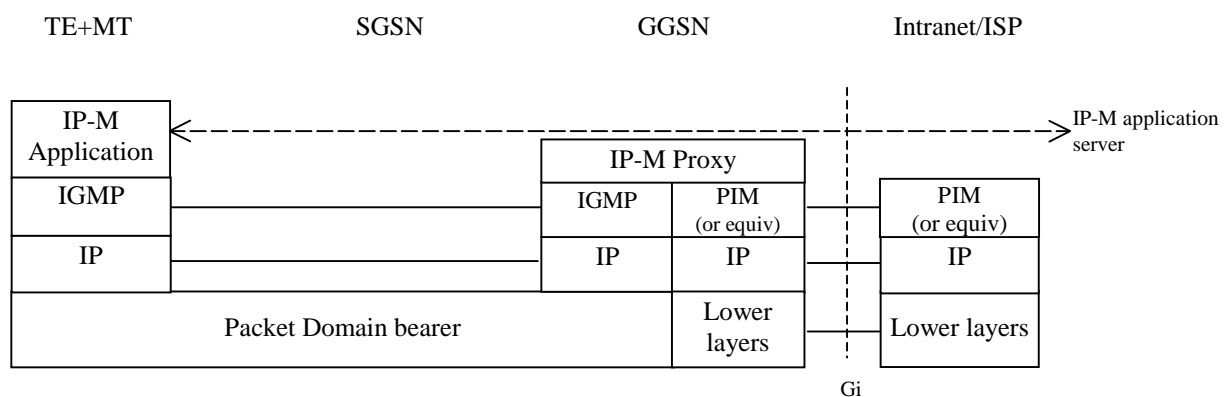 TE+MT SGSN GGSN Intranet/ISP
IP-M
Application
IP-M application
server
IP-M Proxy
IGMP IGMP PIM
(or equiv) PIM
(or equiv)
IP IP IP IP
Packet Domain bearer Lower
layers Lower layers
Gi